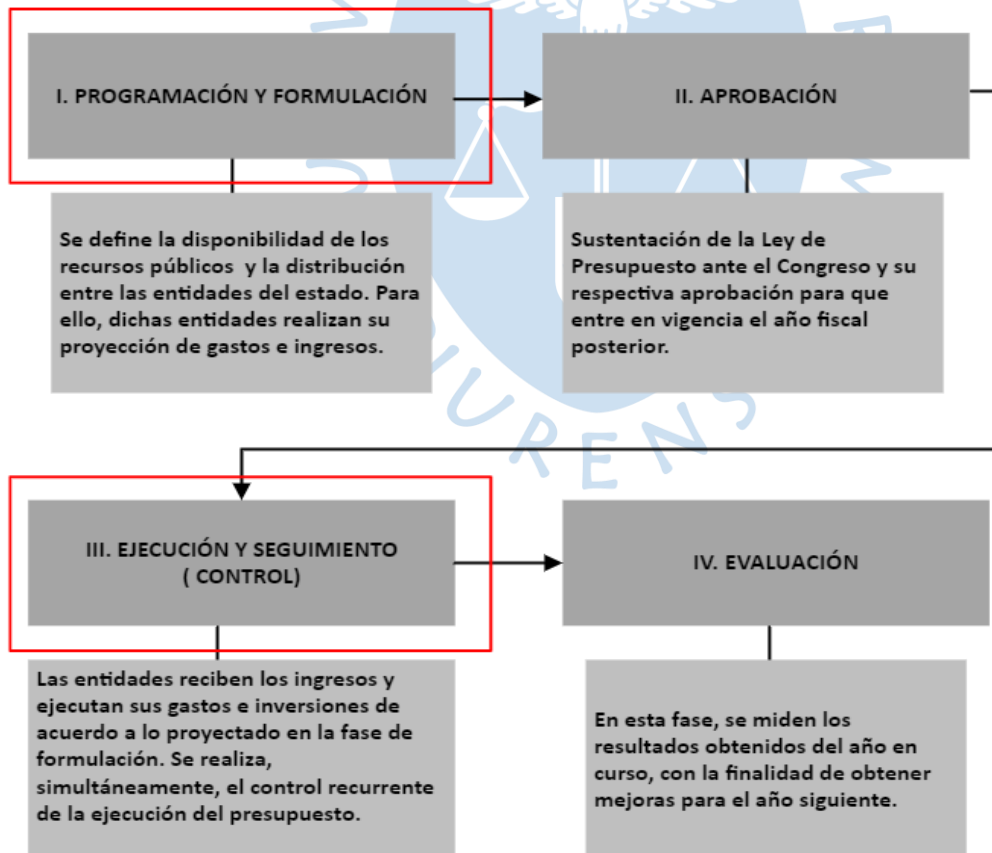 I. PROGRAMACIÓN Y FORMULACIÓN
II. APROBACIÓN
Se define la disponibilidad de los
recursos públicos y la distribución
entre las entidades del estado. Para
ello, dichas entidades realizan su
proyección de gastos e ingresos.
Sustentación de la Ley de
Presupuesto ante el Congreso y su
respectiva aprobación para que
entre en vigencia el año fiscal
posterior.
URENS
III. EJECUCIÓN Y SEGUIMIENTO
( CONTROL)
IV. EVALUACIÓN
Las entidades reciben los ingresos y
ejecutan sus gastos e inversiones de
acuerdo a lo proyectado en la fase de
formulación. Se realiza,
simultáneamente, el control recurrente
de la ejecución del presupuesto.
En esta fase, se miden los
resultados obtenidos del año en
curso, con la finalidad de obtener
mejoras para el año siguiente.